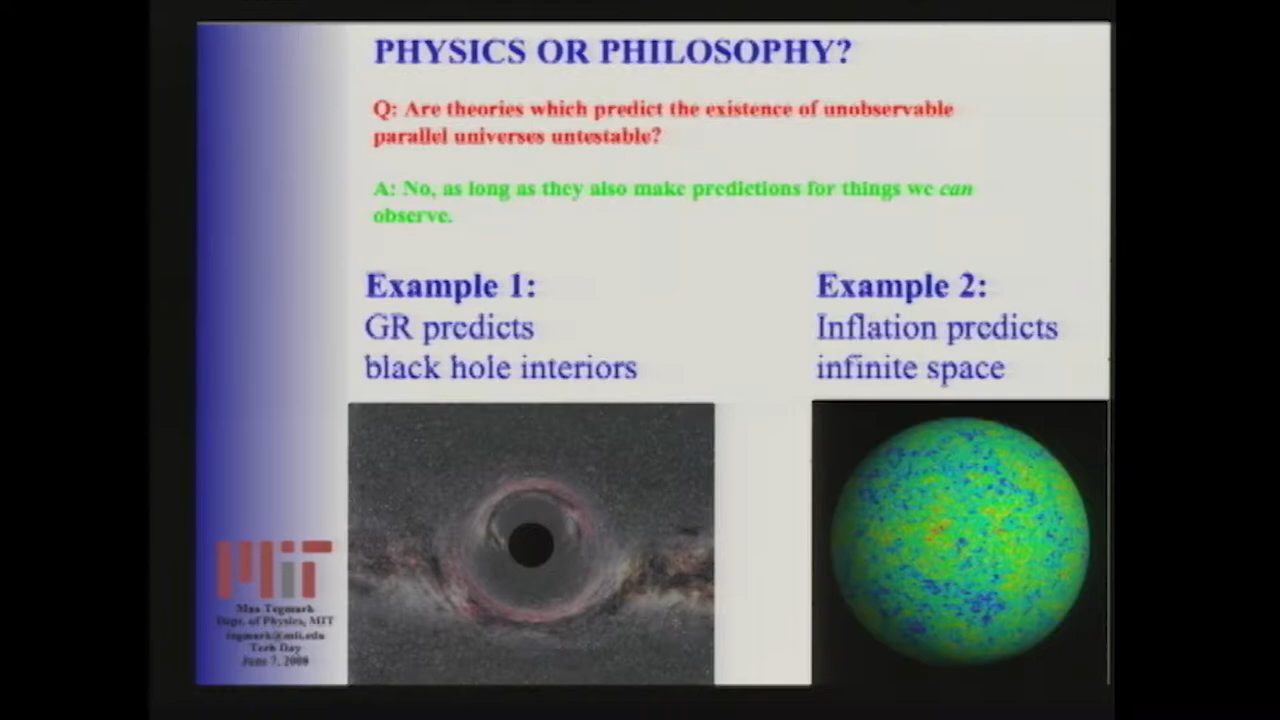 PHYSICS OR PHILOSOPHY?
Q: Are theories which predict the existence of unobservable
parallel universes untestable?
A: No, as long as they also make predictions for things we can
observe.
Example 1:
GR predicts
black hole interiors
Example 2:
Inflation predicts
infinite space
MIT
Max Tegmark
Dept. of Physics, MIT
tegmark@mit.edu
Tech Day
June 7, 2008